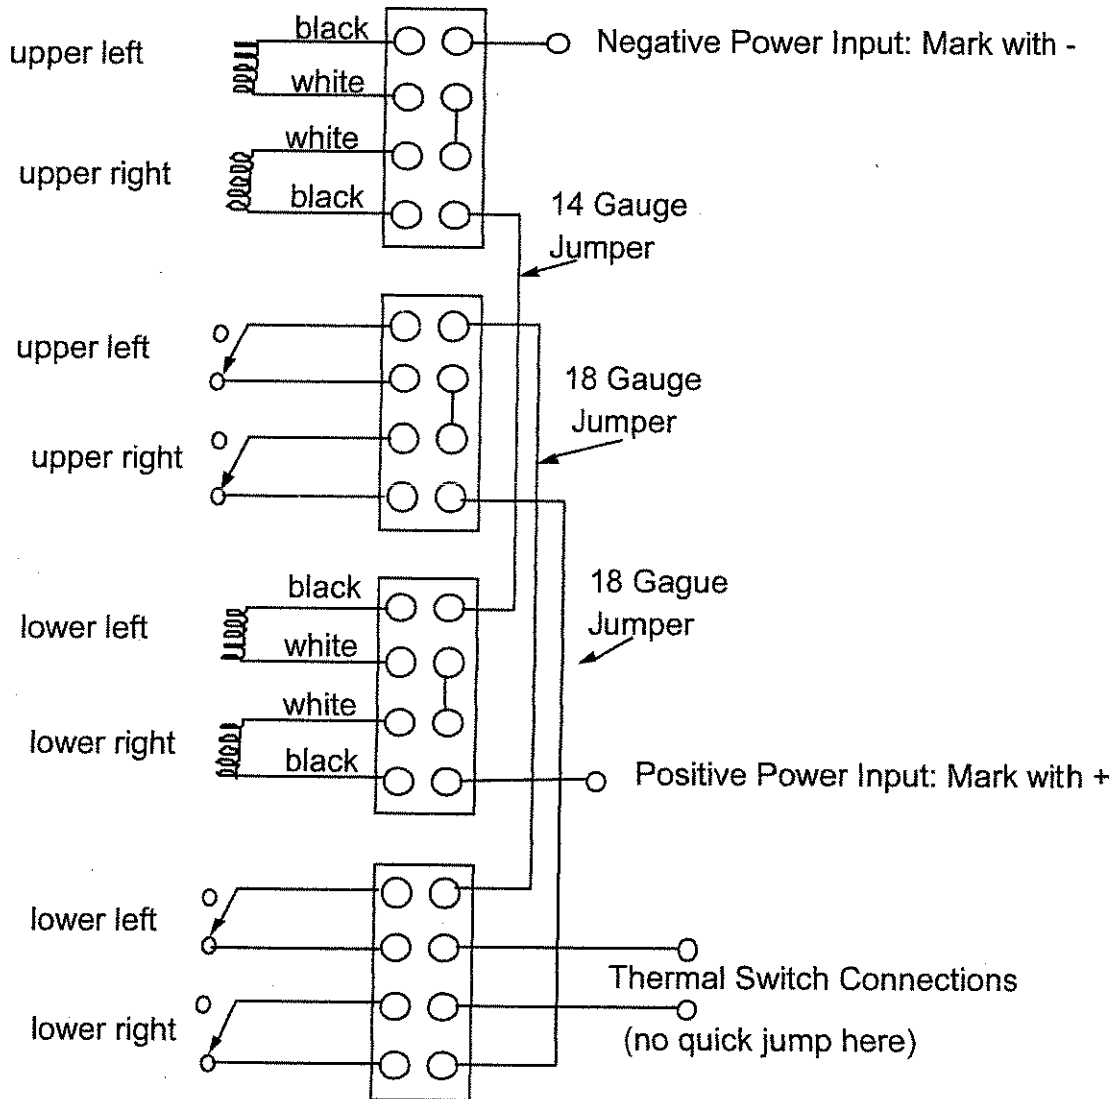 black
upper left
Negative Power Input: Mark with -
white
white
upper right
black
14 Gauge
Jumper
upper left
18 Gauge
Jumper
upper right
black
18 Gague
Jumper
lower left
white
white
lower right
black
Positive Power Input: Mark with +
lower left
Thermal Switch Connections
lower right
(no quick jump here)